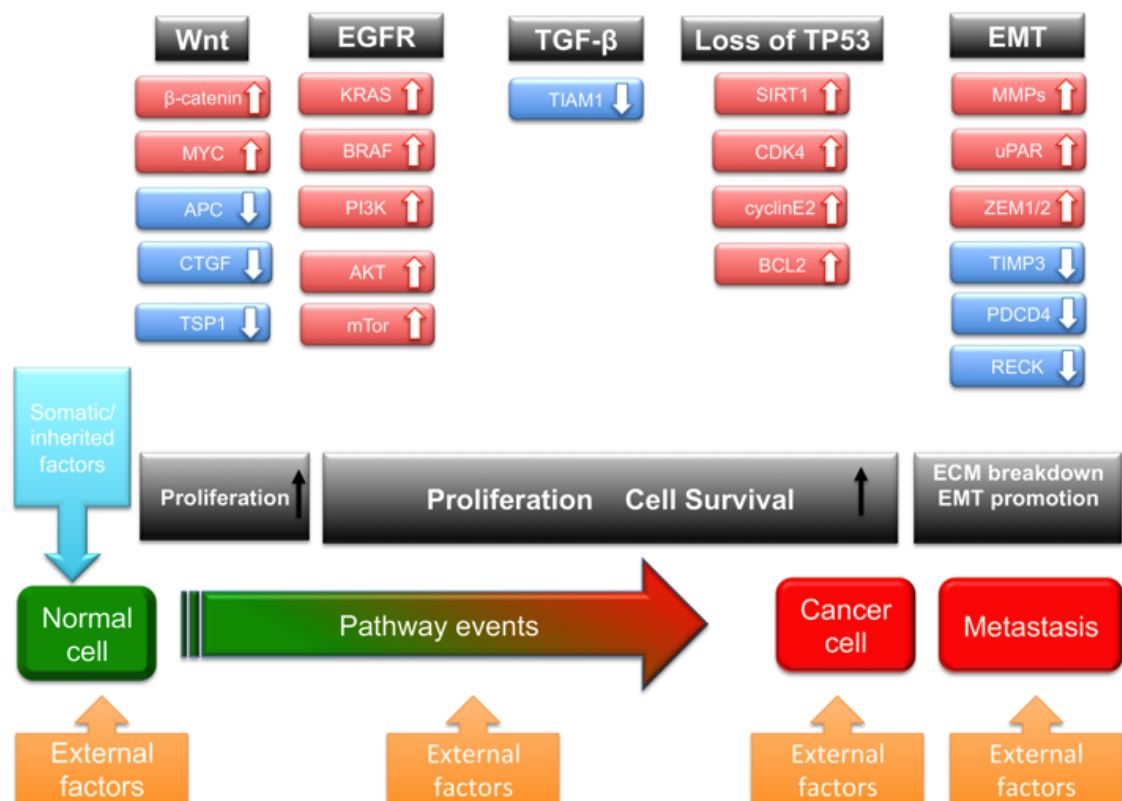 Wnt
EGFR
TGF-β
Loss of TP53
EMT
β-catenin
MYC
APC
CTGF
TSP1
KRAS
BRAF
PI3K
AKT
mTor
TIAM1
SIRT1
CDK4
cyclinE2
BCL2
MMPs
uPAR
ZEM1/2
TIMP3
PDCD4
RECK
Somatic/
inherited
factors
Proliferation
Proliferation Cell Survival
ECM breakdown
EMT promotion
Normal
cell
Pathway events
Cancer
cell
Metastasis
External
factors
External
factors
External
factors
External
factors